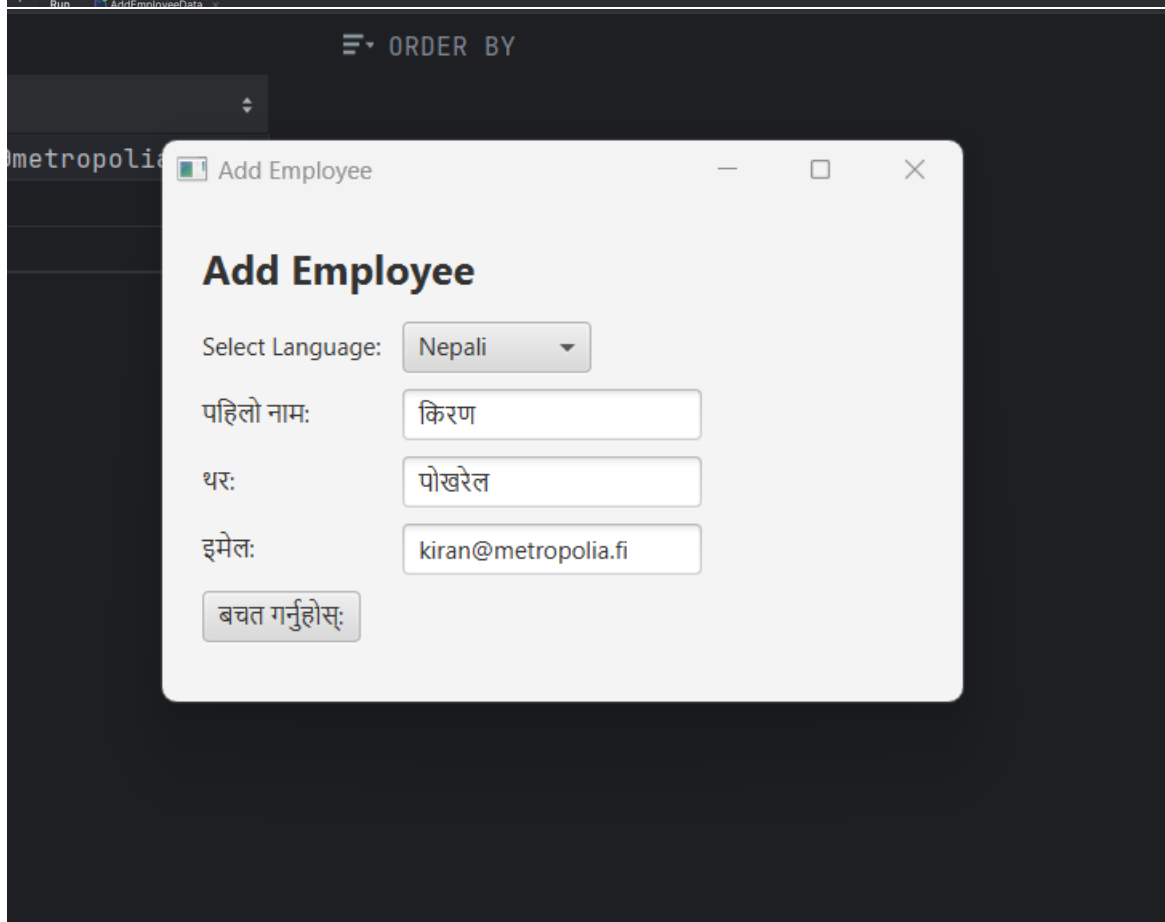 Run AddEmployeeData ×
ORDER BY
@metropolia
Add Employee
Add Employee
Select Language: Nepali
पहिलो नाम: किरण
थर: पोखरेल
इमेल: kiran@metropolia.fi
बचत गर्नुहोस्: